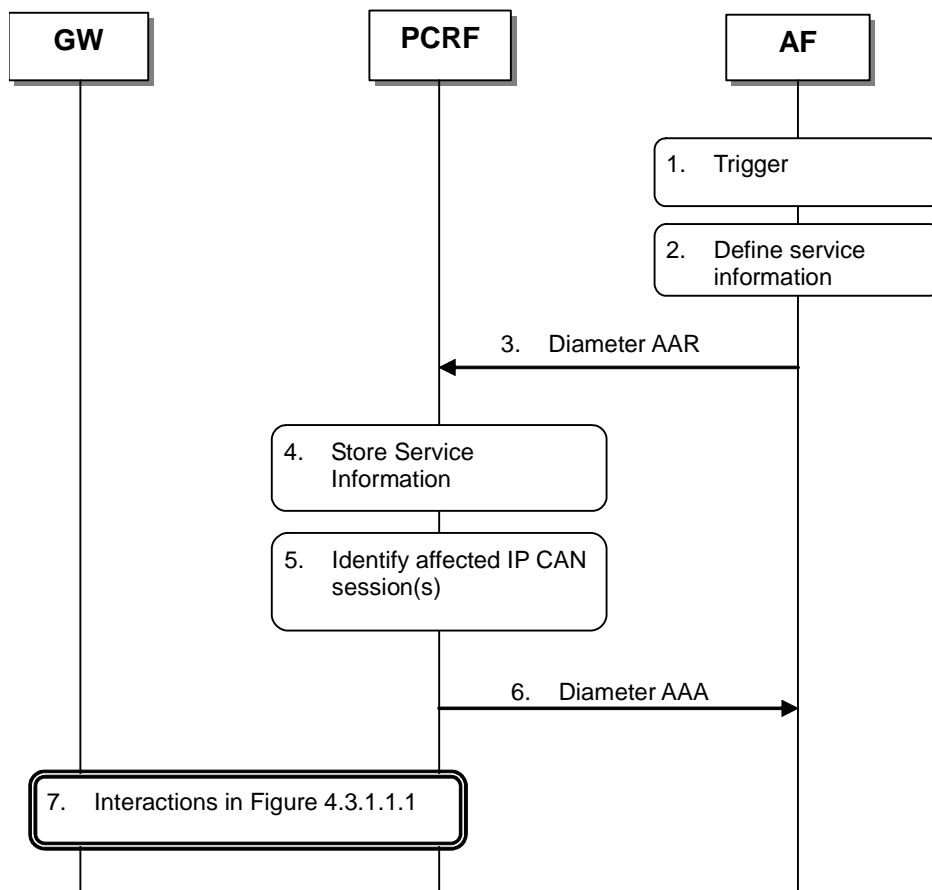 GW
PCRF
AF
1. Trigger
2. Define service
information
3. Diameter AAR
4. Store Service
Information
5. Identify affected IP CAN
session(s)
6. Diameter AAA
7. Interactions in Figure 4.3.1.1.1